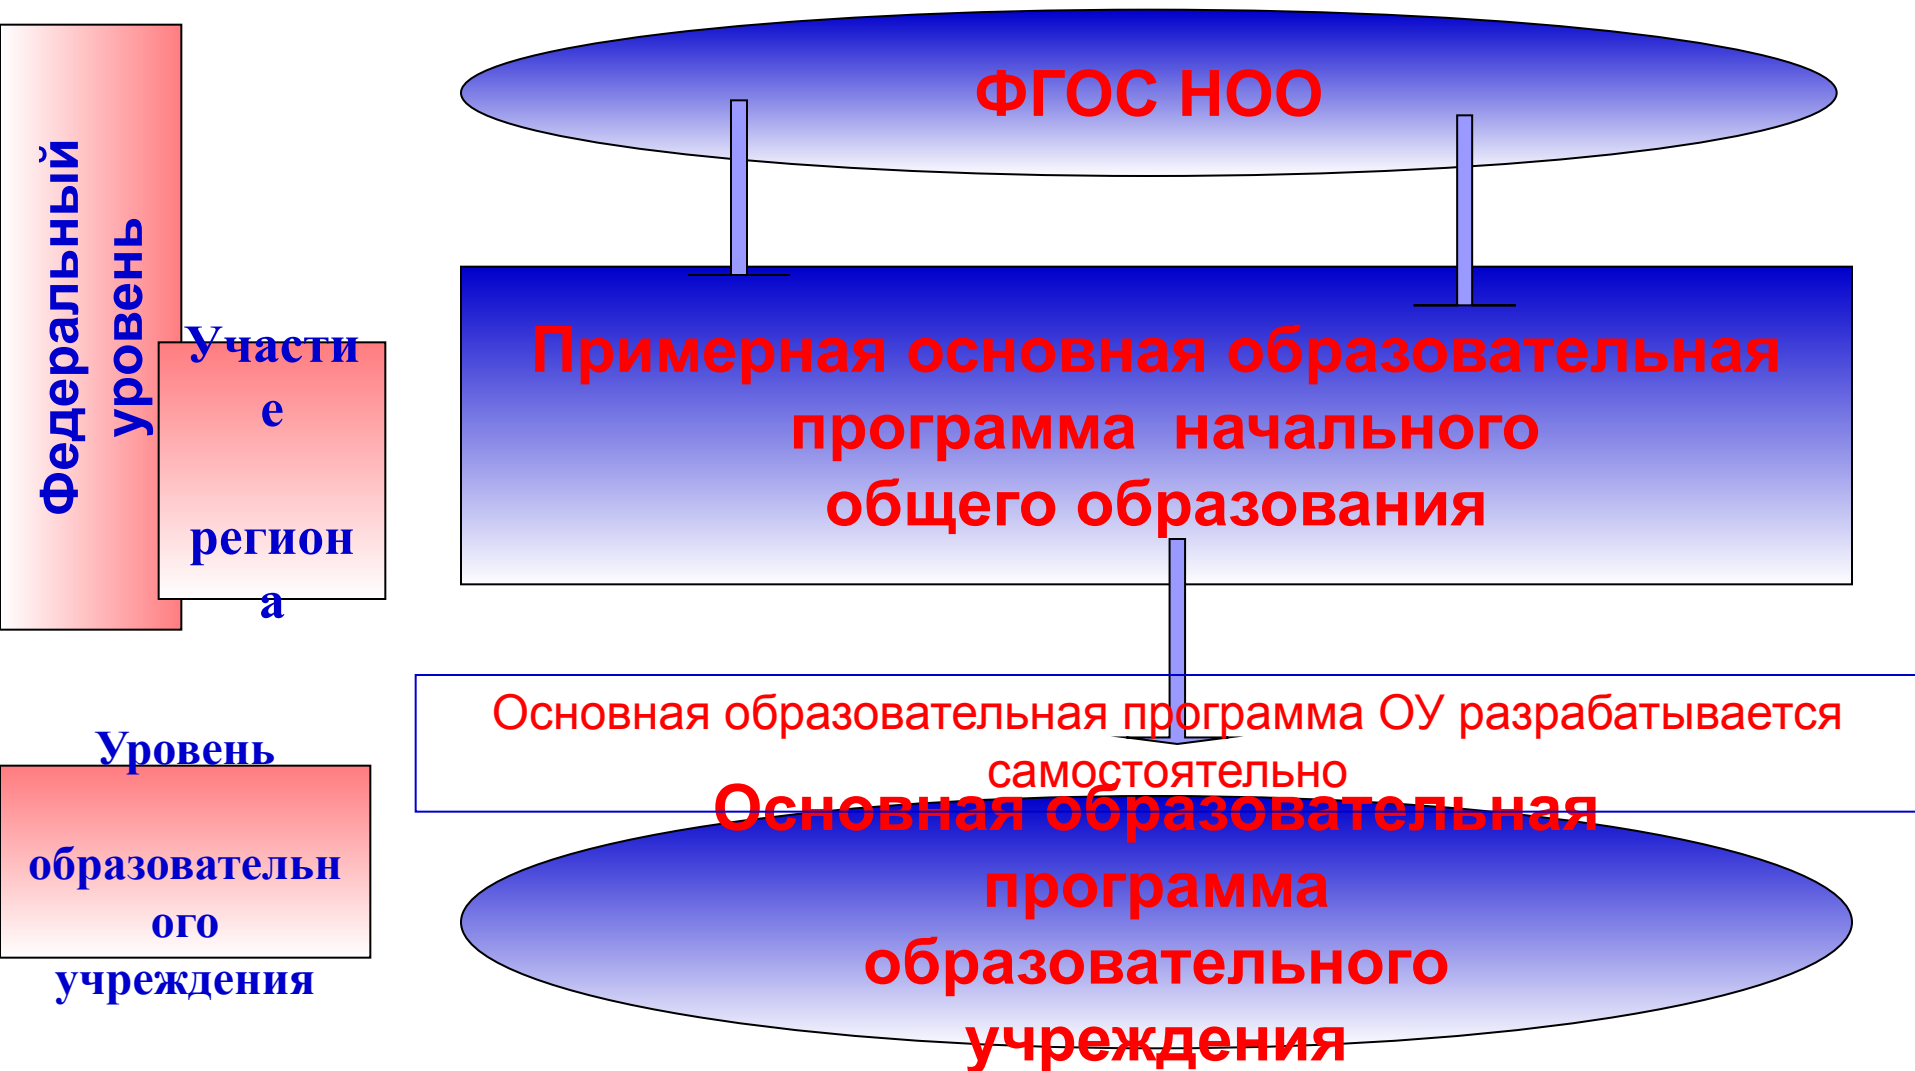 ФГОС НОО
Федеральный
уровень
Участи
е
регион
а
Примерная основная образовательная
программа начального
общего образования
Основная образовательная программа ОУ разрабатывается
самостоятельно
Уровень
образовательн
ого
учреждения
Основная образовательная
программа
образовательного
учреждения